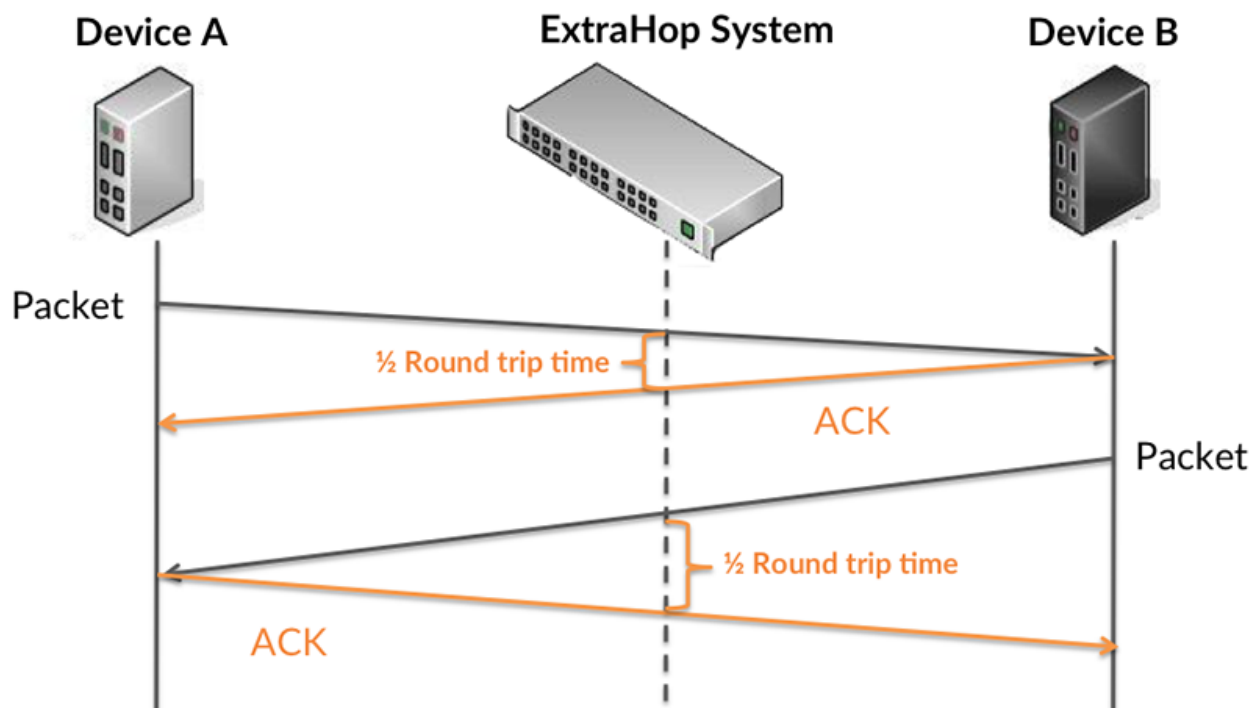 Device A
ExtraHop System
Device B
Packet
½ Round trip time
ACK
Packet
½ Round trip time
ACK